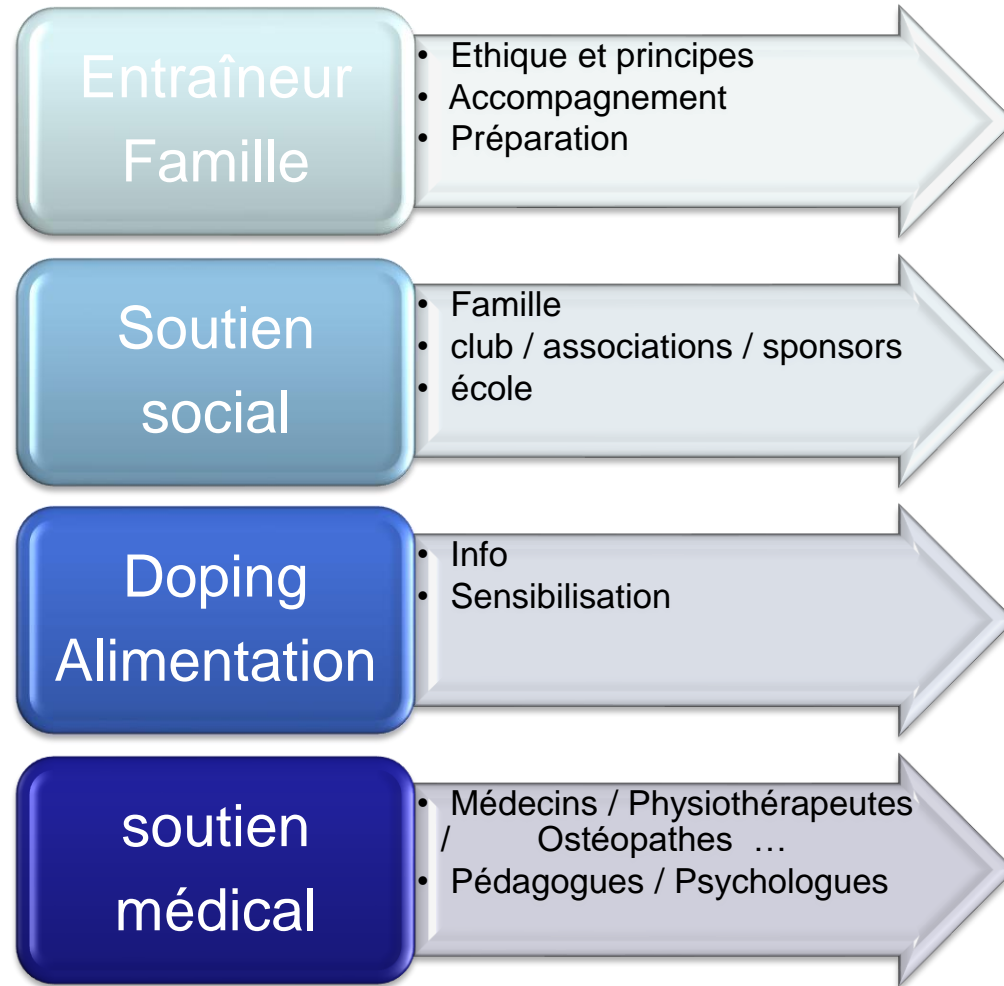 Entraîneur
Famille
• Ethique et principes
• Accompagnement
• Préparation
Soutien
social
• Famille
• club / associations / sponsors
• école
Doping
Alimentation
• Info
• Sensibilisation
soutien
médical
• Médecins / Physiothérapeutes
/ Ostéopathes …
• Pédagogues / Psychologues